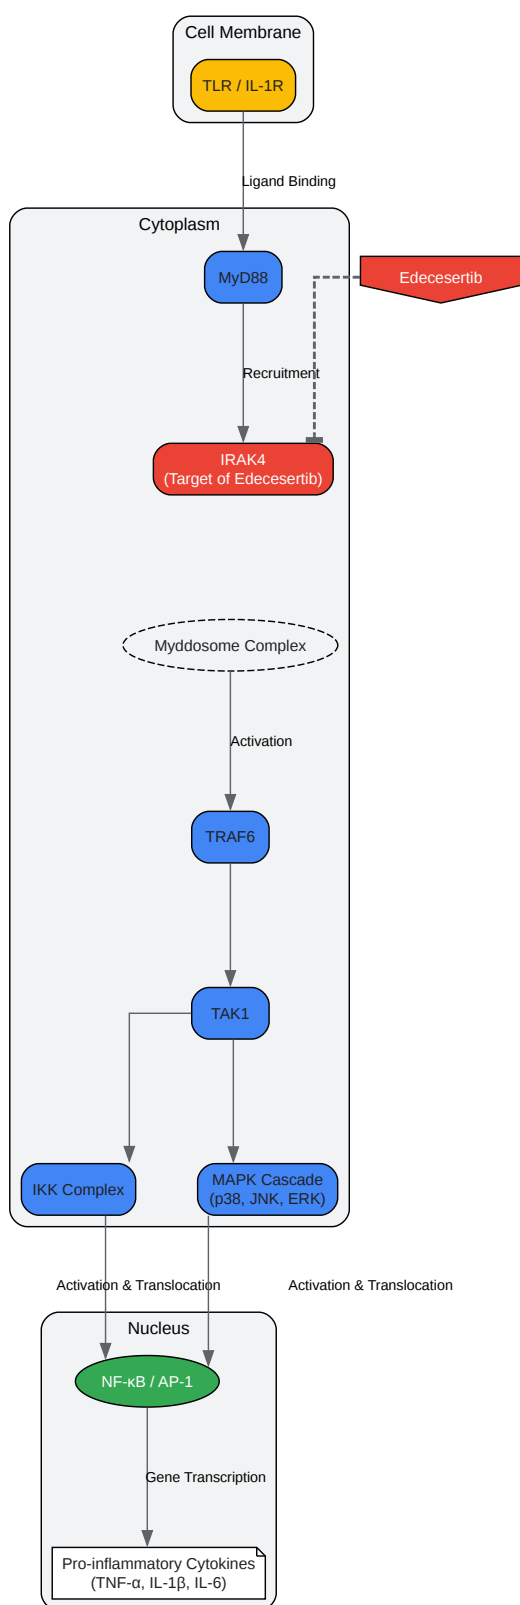 Cell Membrane
TLR / IL-1R
Ligand Binding
Cytoplasm
MyD88
Edecesertib
Recruitment
IRAK4
(Target of Edecesertib)
Myddosome Complex
Activation
TRAF6
TAK1
IKK Complex
MAPK Cascade
(p38, JNK, ERK)
Activation & Translocation
Activation & Translocation
Nucleus
NF-κB / AP-1
Gene Transcription
Pro-inflammatory Cytokines
(TNF-α, IL-1β, IL-6)